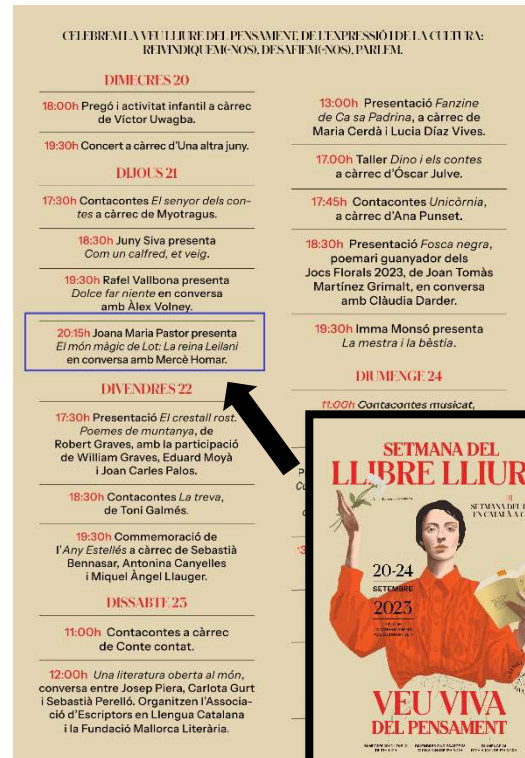 CELEBREM LA VEU LLIURE DEL PENSAMENT, DE L'EXPRESSIÓ I DE LA CULTURA:
REIVINDIQUEM(-NOS), DESAFIEM(-NOS), PARLEM.
DIMECRES 20
18:00h Pregó i activitat infantil a càrrec
de Víctor Uwagba.
19:30h Concert a càrrec d'Una altra juny.
DIJOUS 21
17:30h Contacontes El senyor dels con-
tes a càrrec de Myotragus.
18:30h Juny Siva presenta
Com un calfred, et veig.
19:30h Rafel Vallbona presenta
Dolce far niente en conversa
amb Àlex Volney.
20:15h Joana Maria Pastor presenta
El món màgic de Lot: La reina Leilani
en conversa amb Mercè Homar.
DIVENDRES 22
17:30h Presentació El crestall rost.
Poemes de muntanya, de
Robert Graves, amb la participació
de William Graves, Eduard Moyà
i Joan Carles Palos.
18:30h Contacontes La treva,
de Toni Galmés.
19:30h Commemoració de
l'Any Estellés a càrrec de Sebastià
Bennasar, Antonina Canyelles
i Miquel Àngel Llauger.
DISSABTE 23
11:00h Contacontes a càrrec
de Conte contat.
12:00h Una literatura oberta al món,
conversa entre Josep Piera, Carlota Gurt
i Sebastià Perelló. Organitzen l'Associa-
ció d'Escriptors en Llengua Catalana
i la Fundació Mallorca Literària.
13:00h Presentació Fanzine
de Ca sa Padrina, a càrrec de
Maria Cerdà i Lucia Díaz Vives.
17.00h Taller Dino i els contes
a càrrec d'Óscar Julve.
17:45h Contacontes Unicòrnia,
a càrrec d'Ana Punset.
18:30h Presentació Fosca negra,
poemari guanyador dels
Jocs Florals 2023, de Joan Tomàs
Martínez Grimalt, en conversa
amb Clàudia Darder.
19:30h Imma Monsó presenta
La mestra i la bèstia.
DIUMENGE 24
11:00h Contacontes musicat,
SETMANA DEL
LLIBRE LLIUR
SETMANA DEL
EN CATALÀ A
20-24
SETEMBRE
2023
VEU VIVA
DEL PENSAMENT